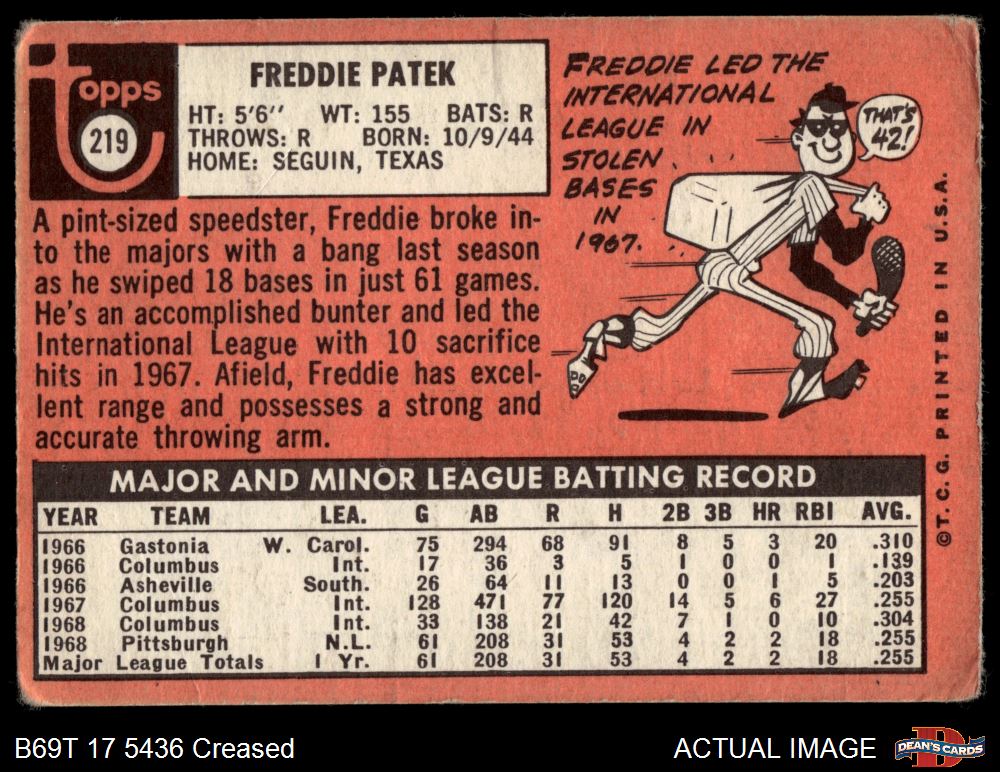 topps
219
FREDDIE PATEK
HT: 5'6" WT: 155 BATS: R
THROWS: R BORN: 10/9/44
HOME: SEGUIN, TEXAS
A pint-sized speedster, Freddie broke in-
to the majors with a bang last season
as he swiped 18 bases in just 61 games.
He's an accomplished bunter and led the
International League with 10 sacrifice
hits in 1967. Afield, Freddie has excel-
lent range and possesses a strong and
accurate throwing arm.
FREDDIE LED THE
INTERNATIONAL
LEAGUE IN
STOLEN
BASES
IN
1967.
THAT'S
42!
©T. C. G. PRINTED IN U.S.A.
MAJOR AND MINOR LEAGUE BATTING RECORD
YEAR TEAM LEA. G AB R H 2B 3B HR RBI AVG.
1966 Gastonia W. Carol. 75 294 68 91 8 5 3 20 .310
1966 Columbus Int. 17 36 3 5 1 0 0 1 .139
1966 Asheville South. 26 64 11 13 0 0 1 5 .203
1967 Columbus Int. 128 471 77 120 14 5 6 27 .255
1968 Columbus Int. 33 138 21 42 7 1 0 10 .304
1968 Pittsburgh N.L. 61 208 31 53 4 2 2 18 .255
Major League Totals 1 Yr. 61 208 31 53 4 2 2 18 .255
B69T 17 5436 Creased
ACTUAL IMAGE
DEAN'S CARDS